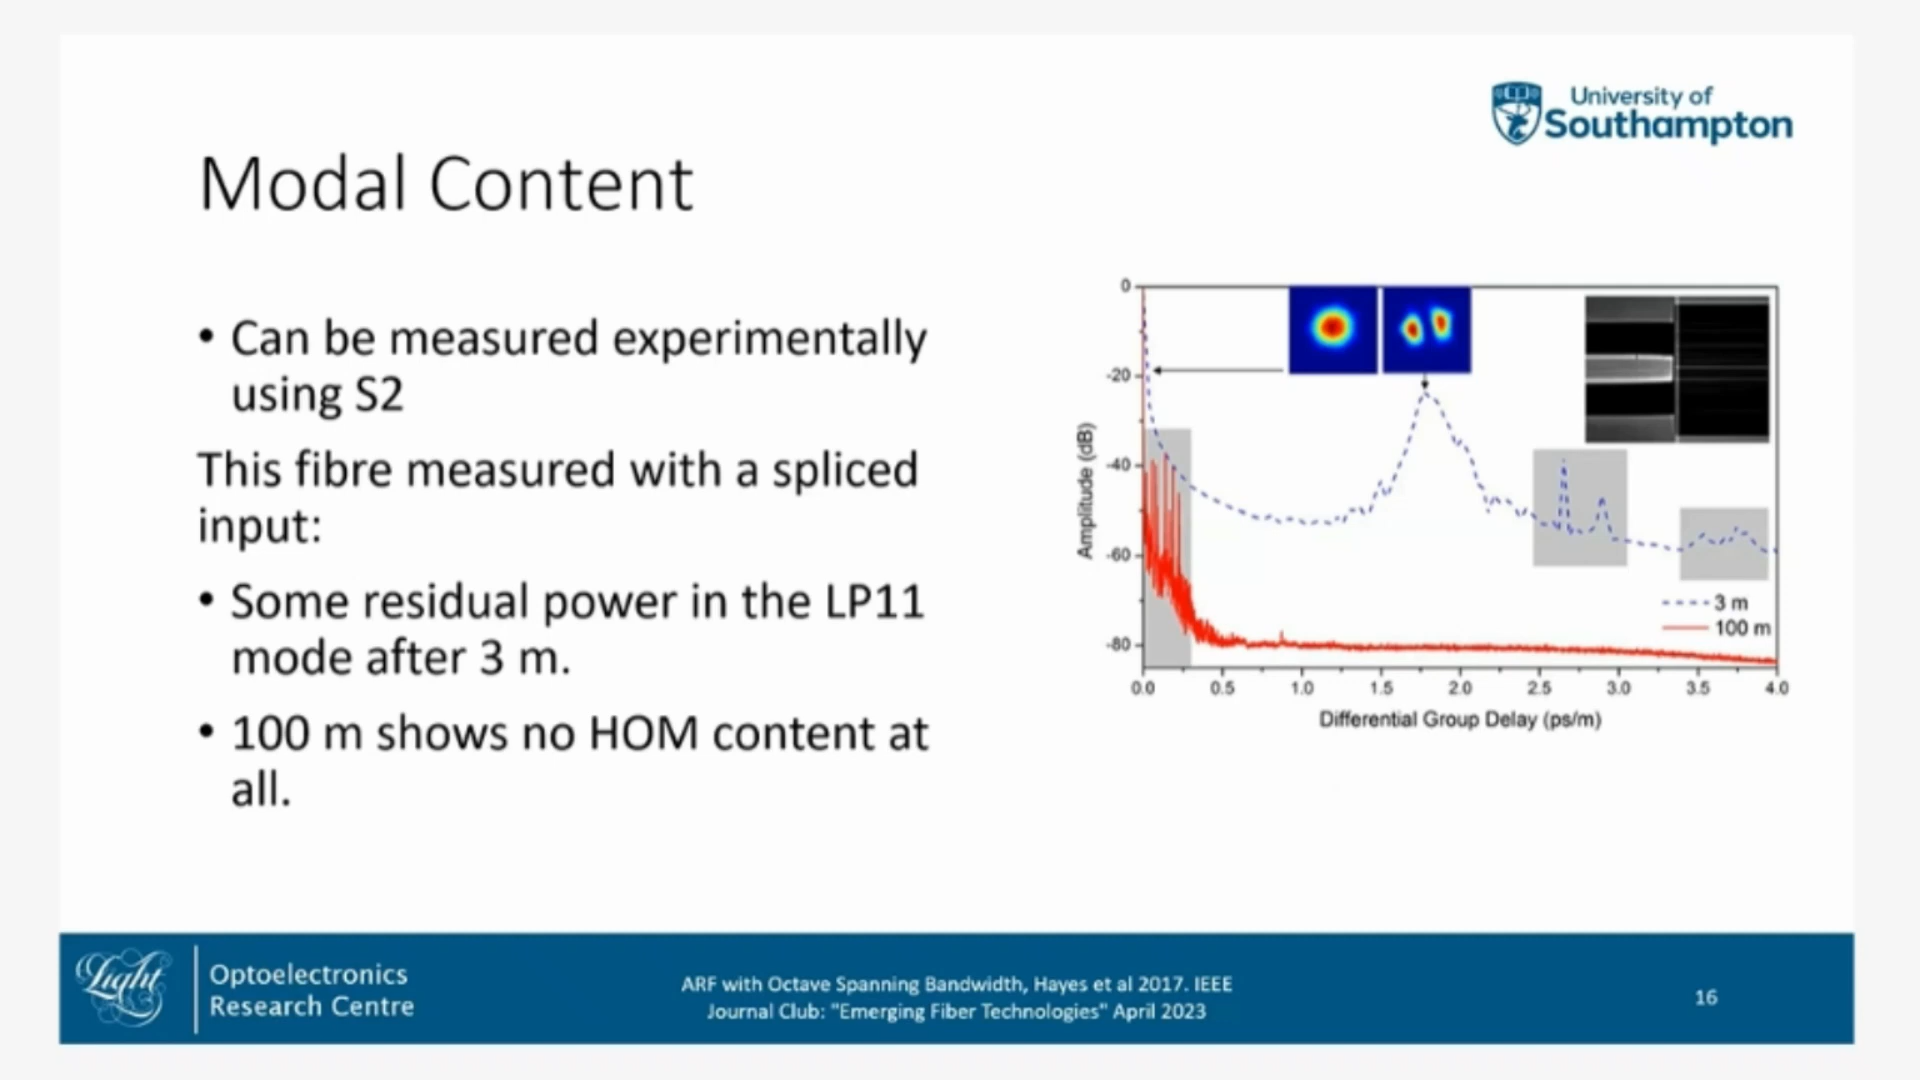 University of
Southampton
Modal Content
• Can be measured experimentally
using S2
This fibre measured with a spliced
input:
• Some residual power in the LP11
mode after 3 m.
• 100 m shows no HOM content at
all.
0
-20
-40
-60
-80
Amplitude (dB)
3 m
100 m
0.0 0.5 1.0 1.5 2.0 2.5 3.0 3.5 4.0
Differential Group Delay (ps/m)
Light
Optoelectronics
Research Centre
ARF with Octave Spanning Bandwidth, Hayes et al 2017. IEEE
Journal Club: "Emerging Fiber Technologies" April 2023
16